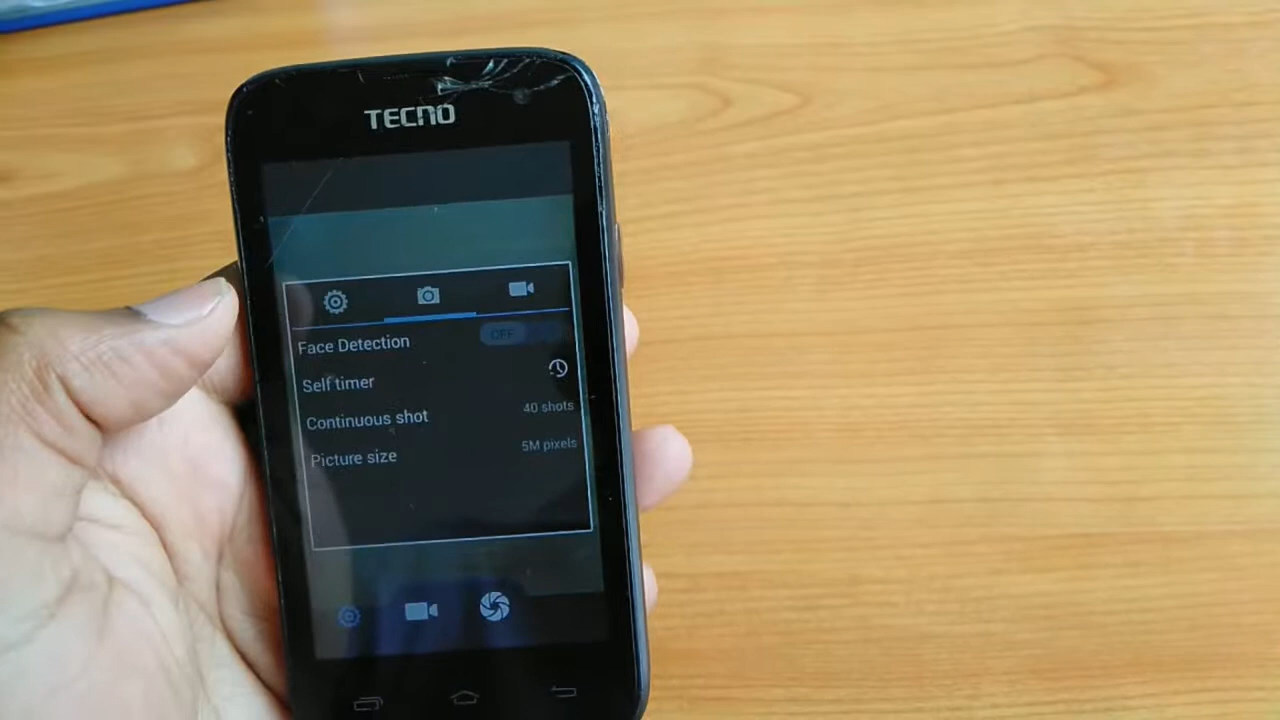 TECNO
Face Detection OFF
Self timer
Continuous shot 40 shots
Picture size 5M pixels